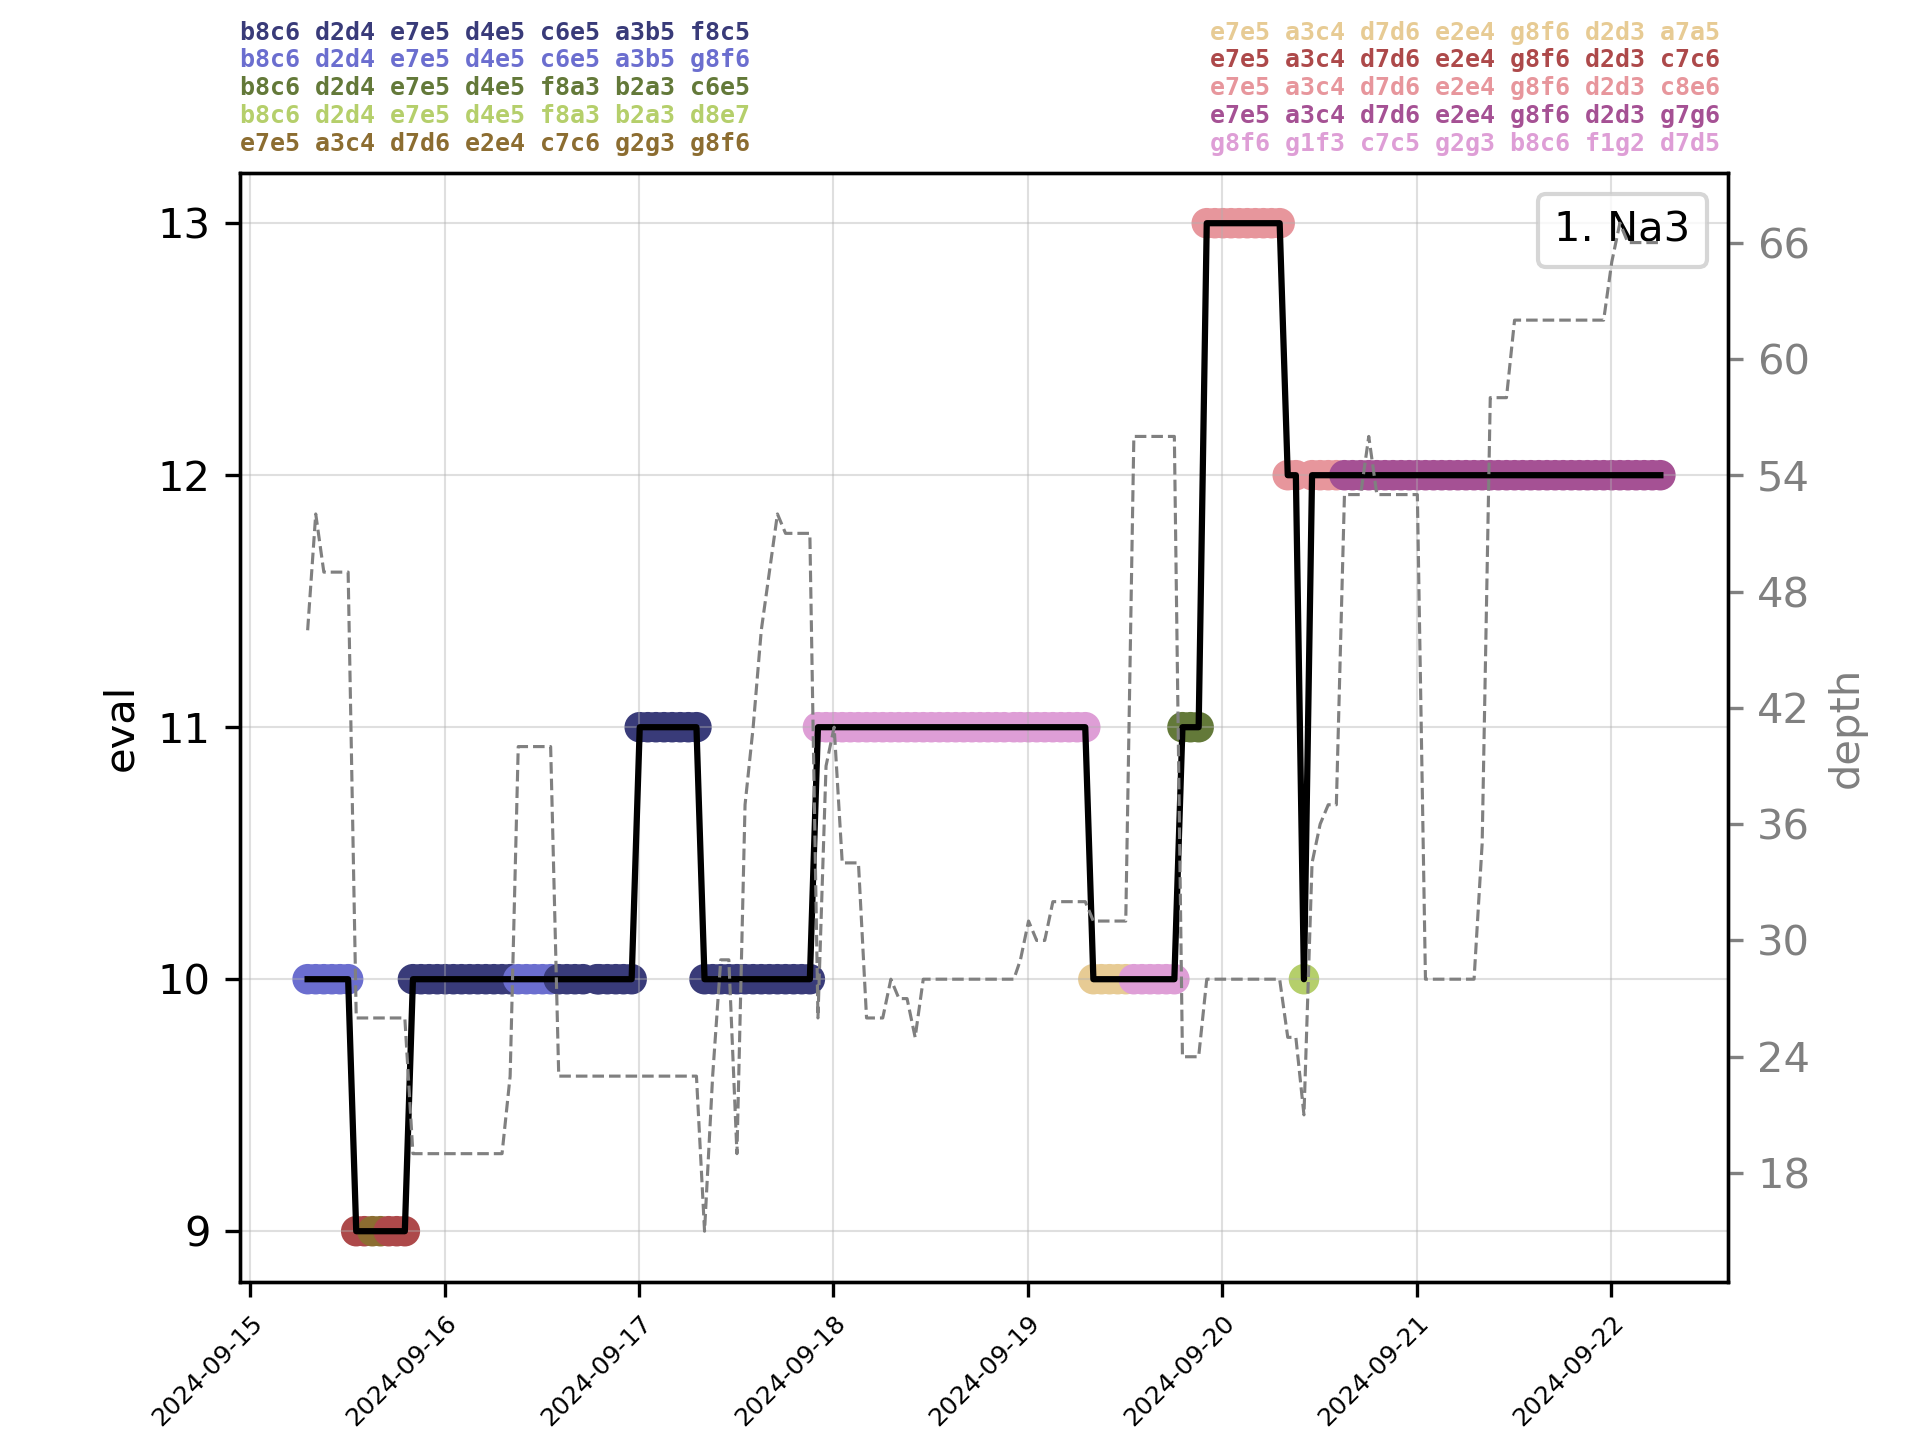 b8c6 d2d4 e7e5 d4e5 c6e5 a3b5 f8c5
b8c6 d2d4 e7e5 d4e5 c6e5 a3b5 g8f6
b8c6 d2d4 e7e5 d4e5 f8a3 b2a3 c6e5
b8c6 d2d4 e7e5 d4e5 f8a3 b2a3 d8e7
e7e5 a3c4 d7d6 e2e4 c7c6 g2g3 g8f6
e7e5 a3c4 d7d6 e2e4 g8f6 d2d3 a7a5
e7e5 a3c4 d7d6 e2e4 g8f6 d2d3 c7c6
e7e5 a3c4 d7d6 e2e4 g8f6 d2d3 c8e6
e7e5 a3c4 d7d6 e2e4 g8f6 d2d3 g7g6
g8f6 g1f3 c7c5 g2g3 b8c6 f1g2 d7d5
1. Na3
13
12
11
10
9
eval
66
60
54
48
42
36
30
24
18
depth
2024-09-15
2024-09-16
2024-09-17
2024-09-18
2024-09-19
2024-09-20
2024-09-21
2024-09-22